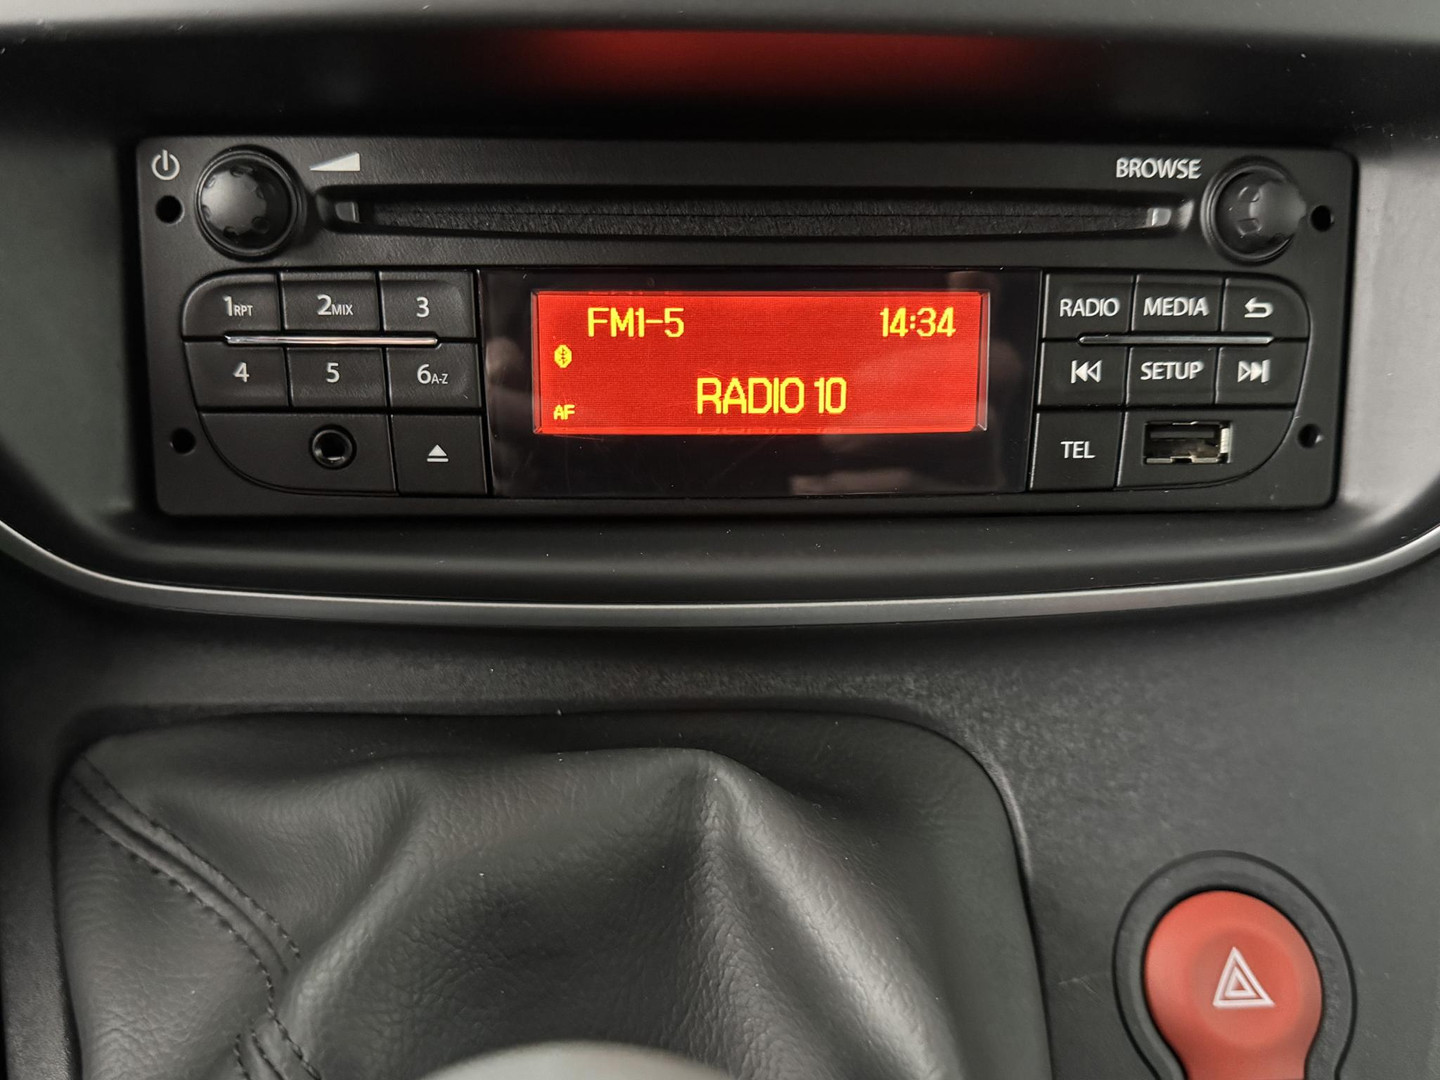 BROWSE
1RPT 2MIX 3
4 5 6A-Z
FM1-5 14:34
AF
RADIO 10
RADIO MEDIA
SETUP
TEL